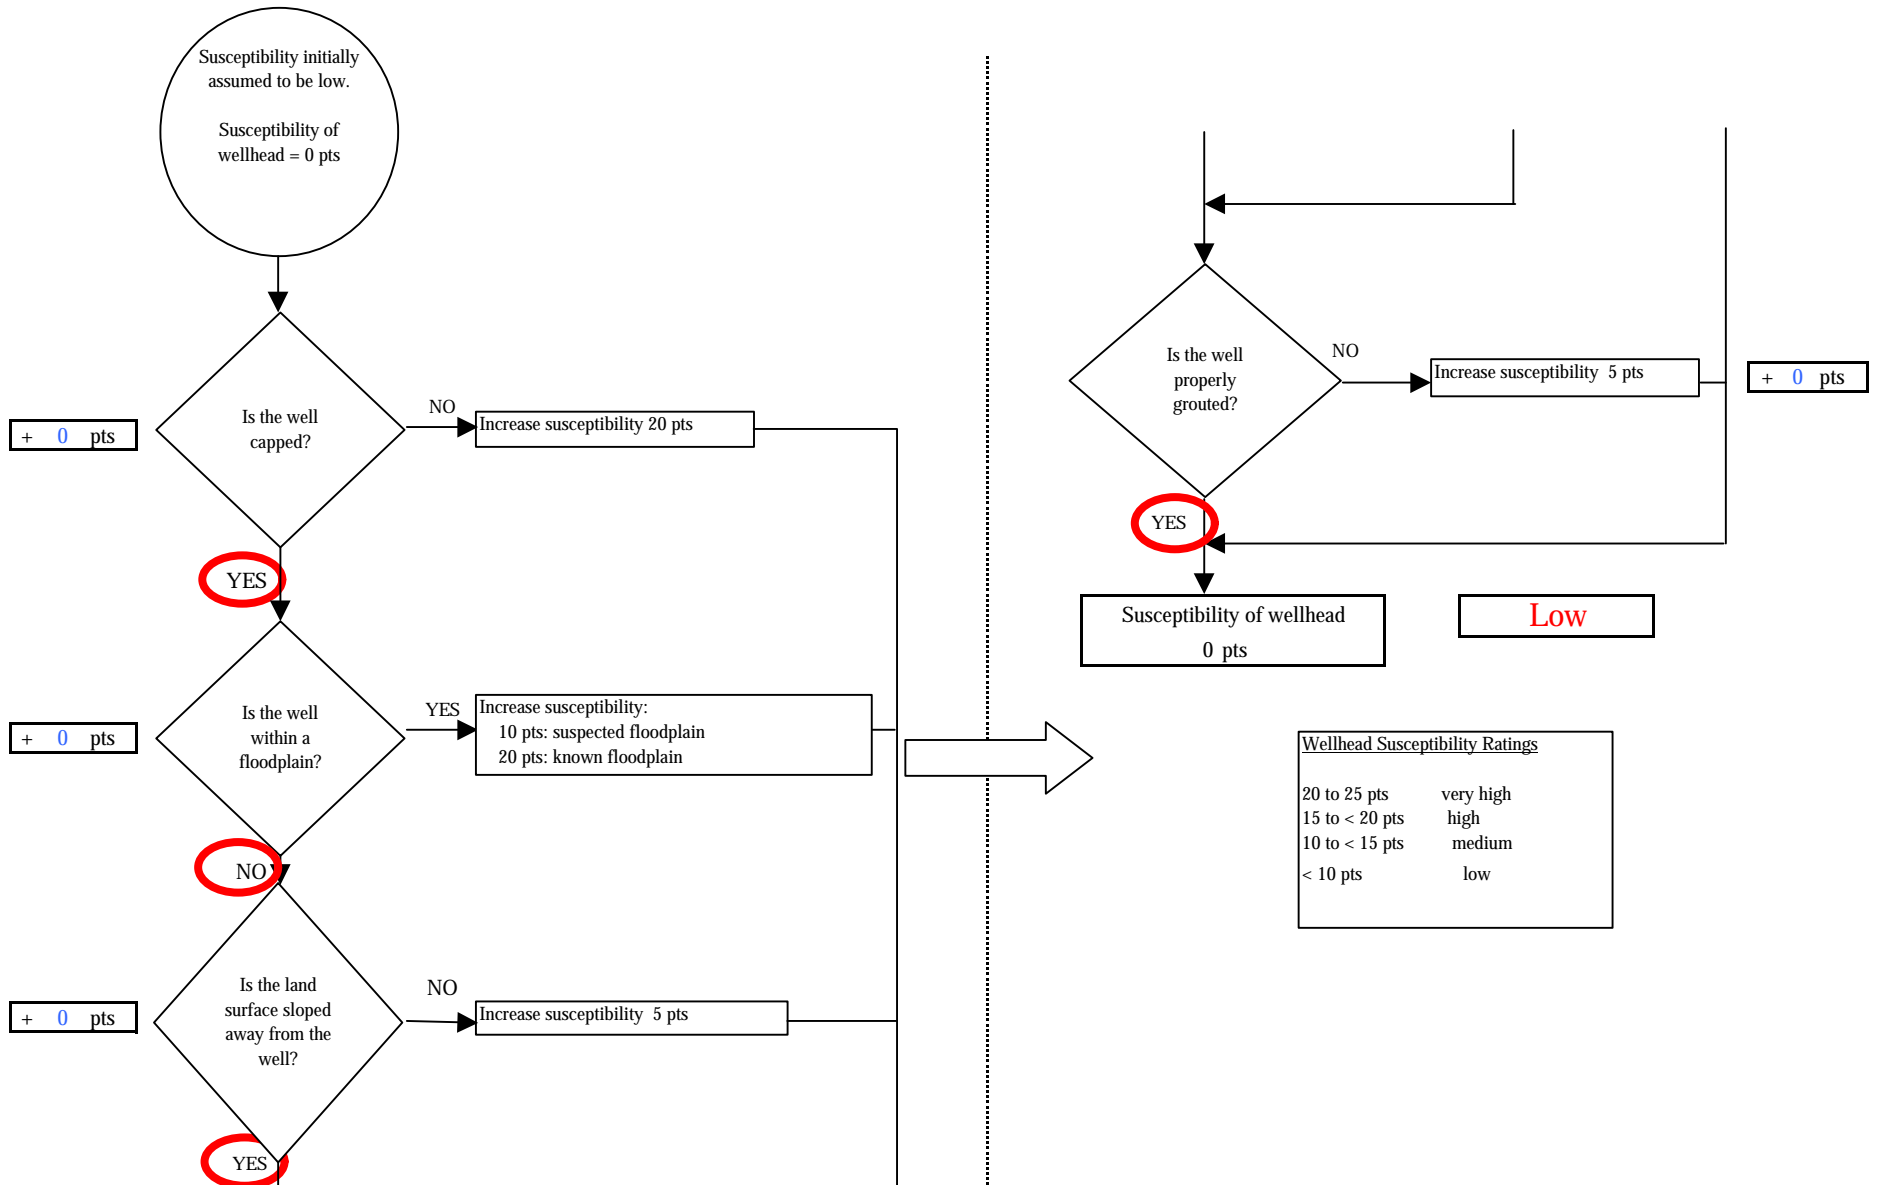 Susceptibility initially
assumed to be low.
Susceptibility of
wellhead = 0 pts
Is the well
capped?
NO
Increase susceptibility 20 pts
+ 0 pts
YES
Is the well
within a
floodplain?
YES
Increase susceptibility:
10 pts: suspected floodplain
20 pts: known floodplain
+ 0 pts
NO
Is the land
surface sloped
away from the
well?
NO
Increase susceptibility 5 pts
+ 0 pts
YES
Is the well
properly
grouted?
NO
Increase susceptibility 5 pts
+ 0 pts
YES
Susceptibility of wellhead
0 pts
Low
Wellhead Susceptibility Ratings
20 to 25 pts very high
15 to < 20 pts high
10 to < 15 pts medium
< 10 pts low